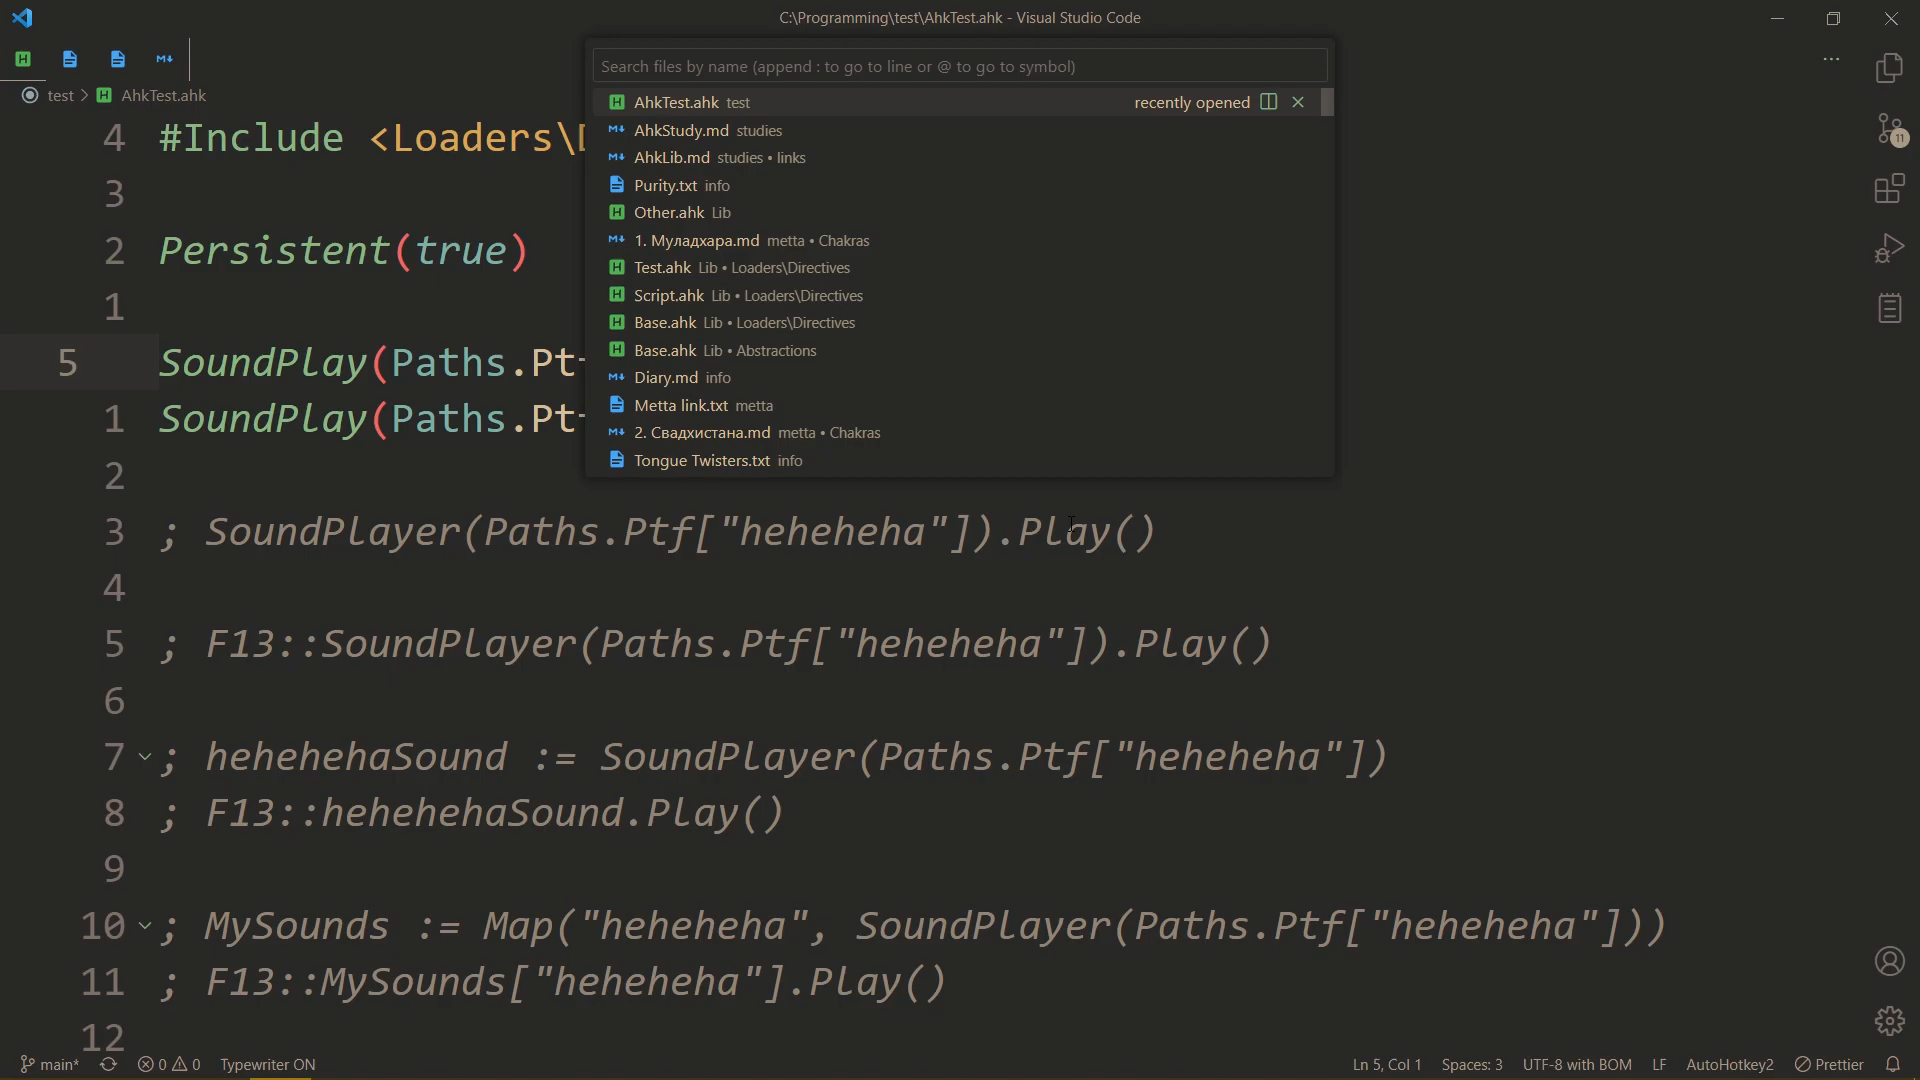 C:\Programming\test\AhkTest.ahk - Visual Studio Code
Search files by name (append : to go to line or @ to go to symbol)
test > AhkTest.ahk
AhkTest.ahk test recently opened
AhkStudy.md studies
AhkLib.md studies • links
Purity.txt info
Other.ahk Lib
1. Муладхара.md metta • Chakras
Test.ahk Lib • Loaders\Directives
Script.ahk Lib • Loaders\Directives
Base.ahk Lib • Loaders\Directives
Base.ahk Lib • Abstractions
Diary.md info
Metta link.txt metta
2. Свадхистана.md metta • Chakras
Tongue Twisters.txt info
4 #Include <Loaders\
3
2 Persistent(true)
1
5 SoundPlay(Paths.Pt
1 SoundPlay(Paths.Pt
2
3 ; SoundPlayer(Paths.Ptf["heheheha"]).Play()
4
5 ; F13::SoundPlayer(Paths.Ptf["heheheha"]).Play()
6
7 ; hehehehaSound := SoundPlayer(Paths.Ptf["heheheha"])
8 ; F13::hehehehaSound.Play()
9
10 ; MySounds := Map("heheheha", SoundPlayer(Paths.Ptf["heheheha"]))
11 ; F13::MySounds["heheheha"].Play()
12
11
main* 0 0 Typewriter ON Ln 5, Col 1 Spaces: 3 UTF-8 with BOM LF AutoHotkey2 Prettier